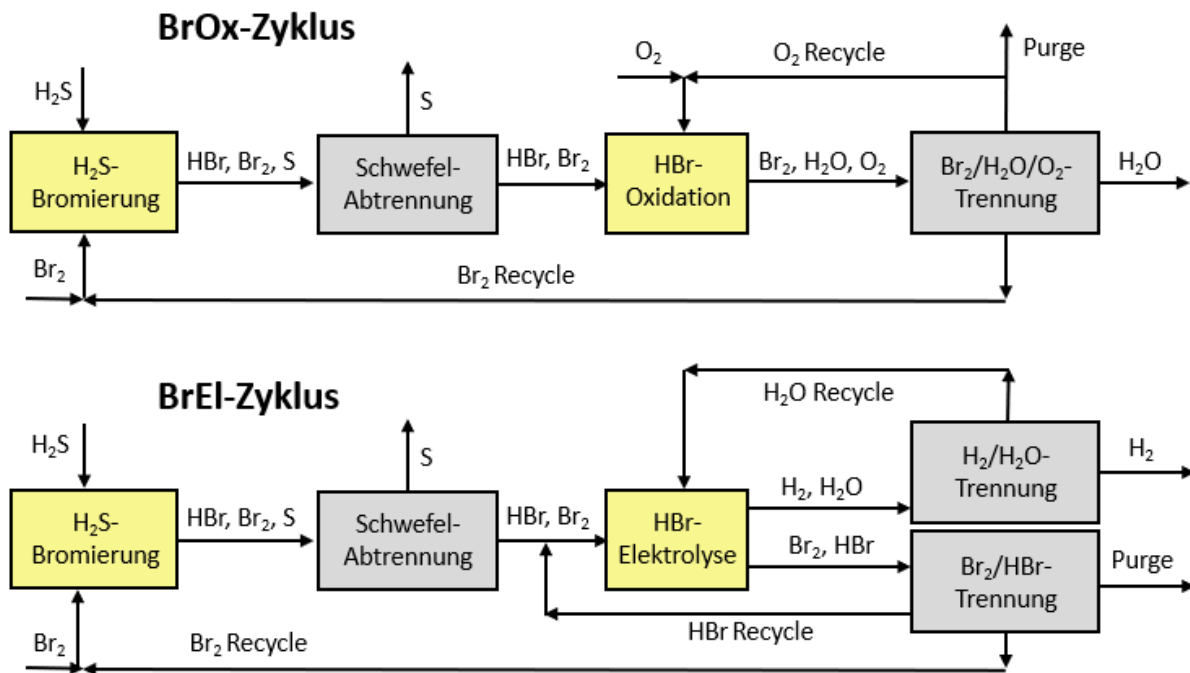 BrOx-Zyklus
O₂
O₂ Recycle
Purge
H₂S
S
H₂S-
Bromierung
HBr, Br₂, S
Schwefel-
Abtrennung
HBr, Br₂
HBr-
Oxidation
Br₂, H₂O, O₂
Br₂/H₂O/O₂-
Trennung
H₂O
Br₂
Br₂ Recycle
BrEl-Zyklus
H₂O Recycle
H₂S
S
H₂S-
Bromierung
HBr, Br₂, S
Schwefel-
Abtrennung
HBr, Br₂
HBr-
Elektrolyse
H₂, H₂O
H₂/H₂O-
Trennung
H₂
Br₂, HBr
Br₂/HBr-
Trennung
Purge
HBr Recycle
Br₂
Br₂ Recycle